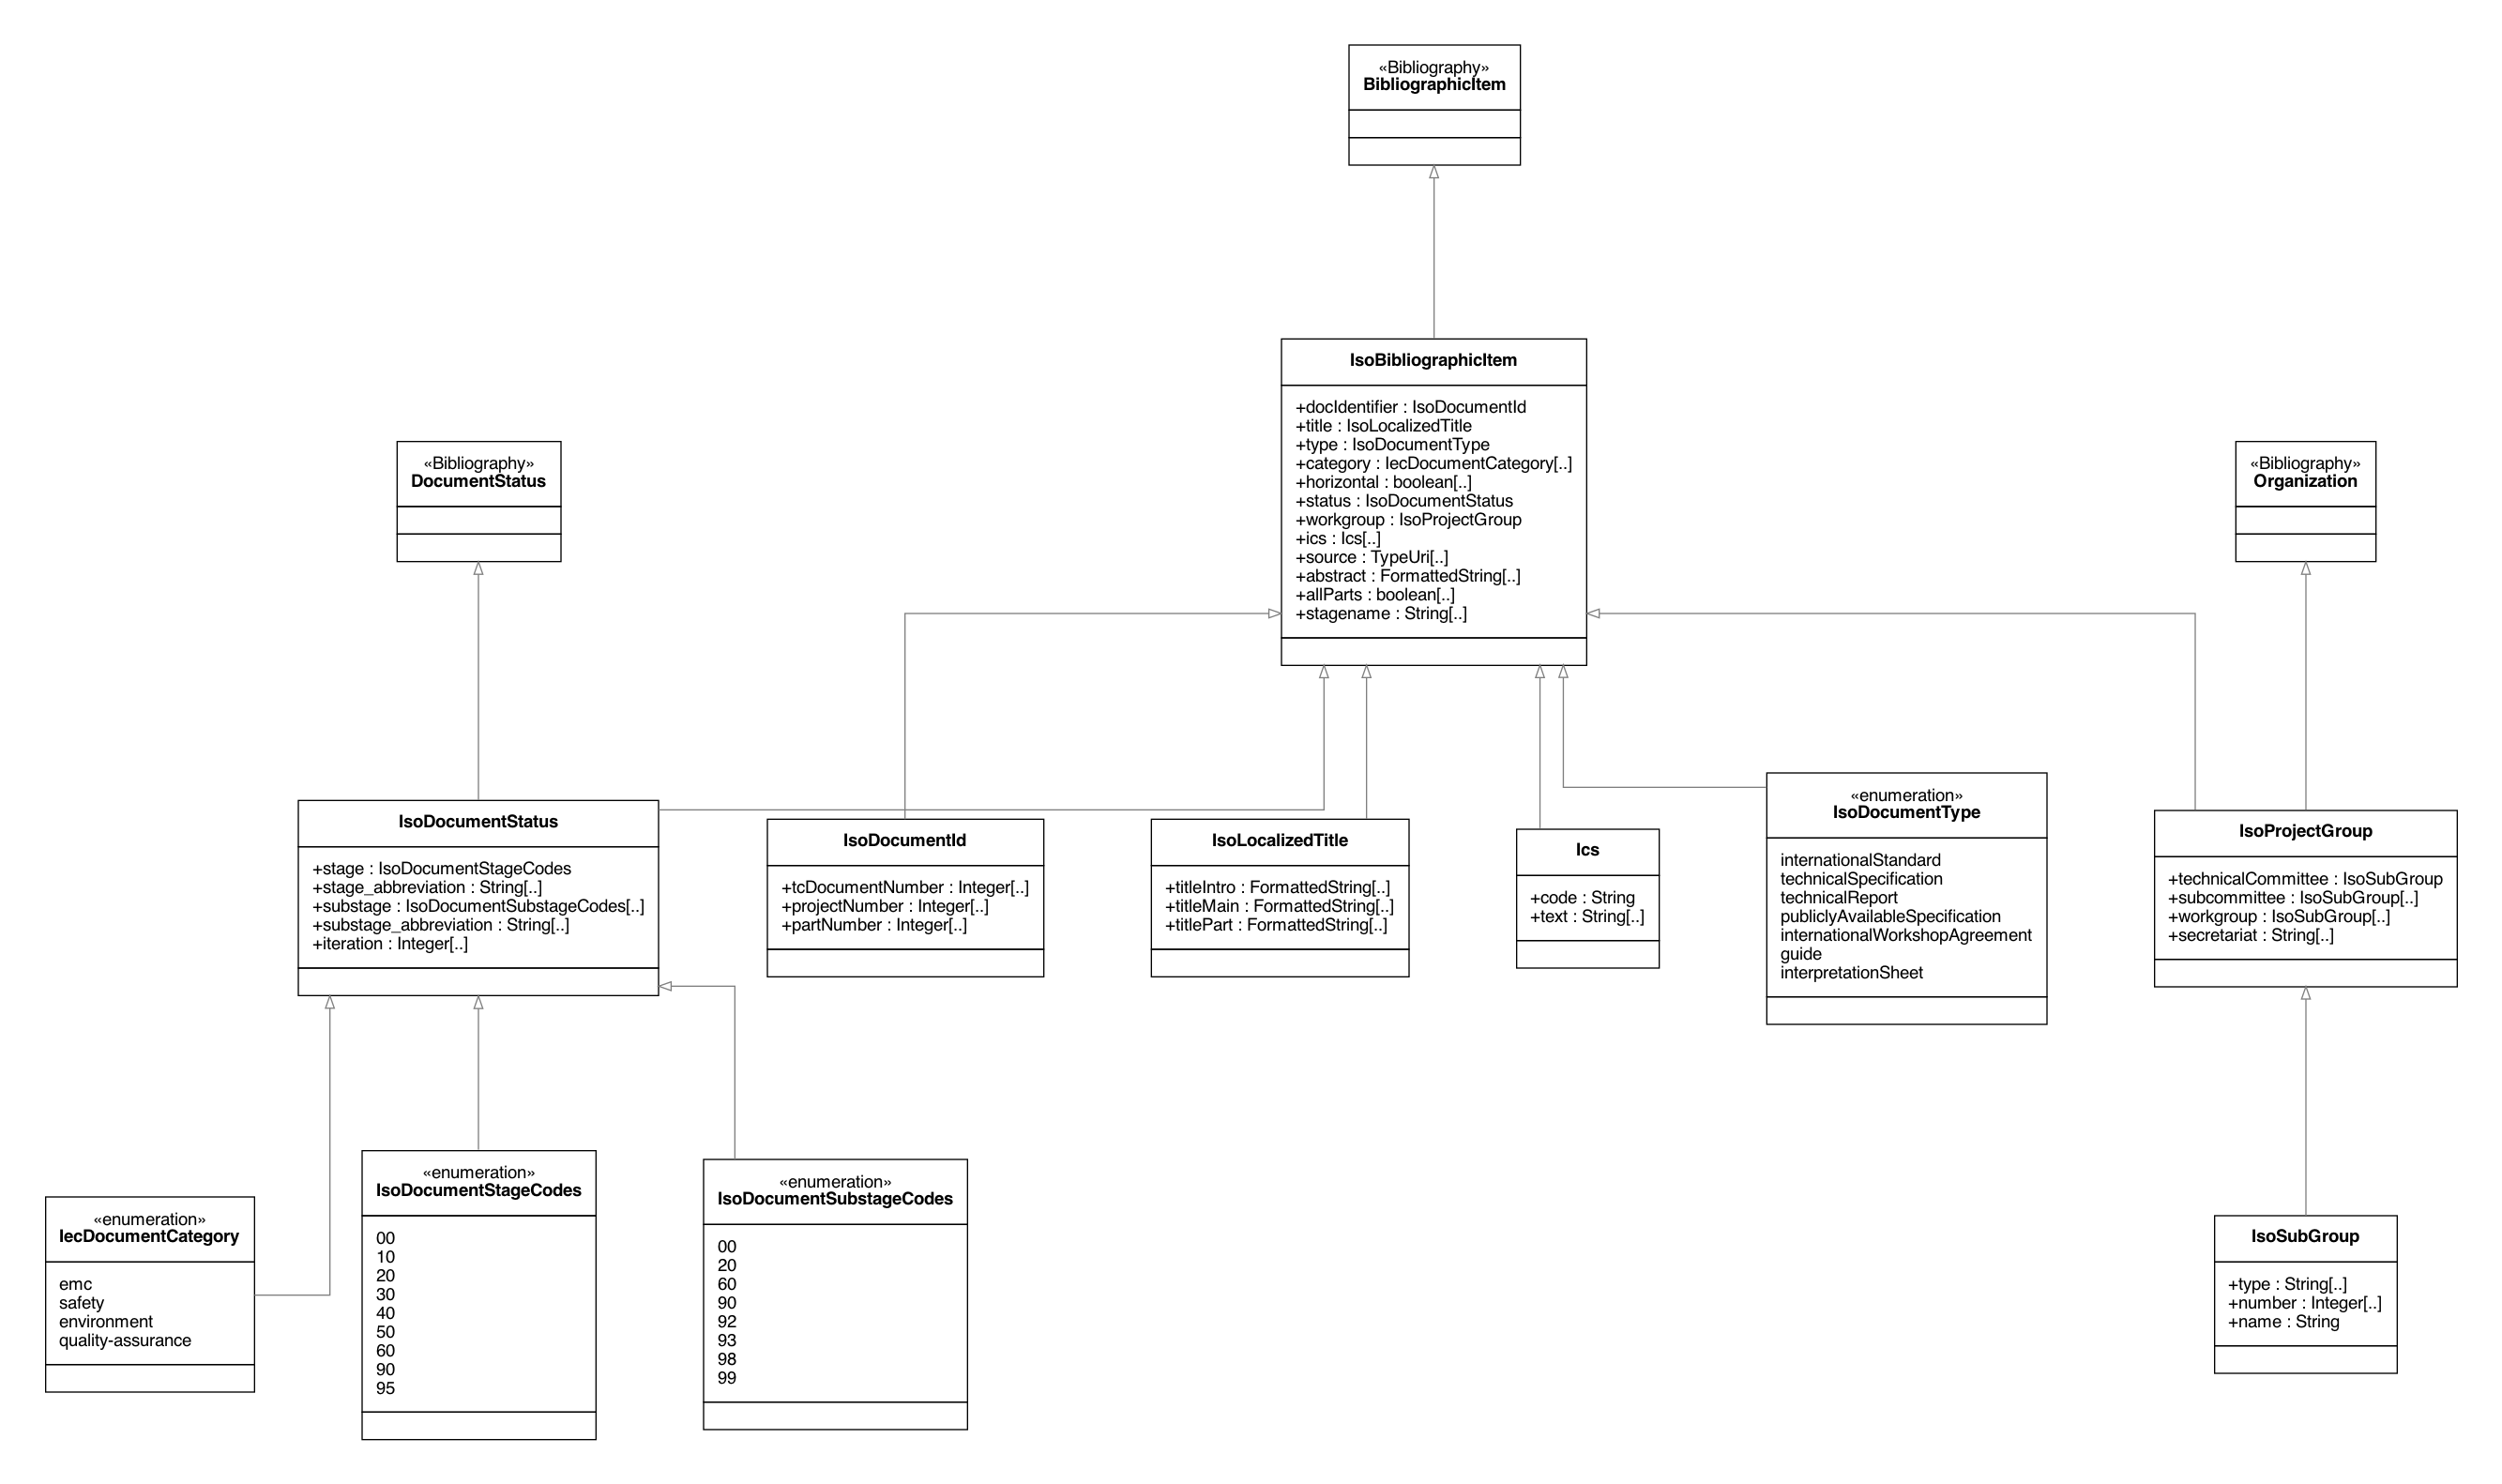 «Bibliography»
BibliographicItem
IsoBibliographicItem
+docIdentifier : IsoDocumentId
+title : IsoLocalizedTitle
+type : IsoDocumentType
+category : IecDocumentCategory[..]
+horizontal : boolean[..]
+status : IsoDocumentStatus
+workgroup : IsoProjectGroup
+ics : Ics[..]
+source : TypeUri[..]
+abstract : FormattedString[..]
+allParts : boolean[..]
+stagename : String[..]
«Bibliography»
DocumentStatus
«Bibliography»
Organization
IsoDocumentStatus
+stage : IsoDocumentStageCodes
+stage_abbreviation : String[..]
+substage : IsoDocumentSubstageCodes[..]
+substage_abbreviation : String[..]
+iteration : Integer[..]
IsoDocumentId
+tcDocumentNumber : Integer[..]
+projectNumber : Integer[..]
+partNumber : Integer[..]
IsoLocalizedTitle
+titleIntro : FormattedString[..]
+titleMain : FormattedString[..]
+titlePart : FormattedString[..]
Ics
+code : String
+text : String[..]
«enumeration»
IsoDocumentType
internationalStandard
technicalSpecification
technicalReport
publiclyAvailableSpecification
internationalWorkshopAgreement
guide
interpretationSheet
IsoProjectGroup
+technicalCommittee : IsoSubGroup
+subcommittee : IsoSubGroup[..]
+workgroup : IsoSubGroup[..]
+secretariat : String[..]
«enumeration»
IecDocumentCategory
emc
safety
environment
quality-assurance
«enumeration»
IsoDocumentStageCodes
00
10
20
30
40
50
60
90
95
«enumeration»
IsoDocumentSubstageCodes
00
20
60
90
92
93
98
99
IsoSubGroup
+type : String[..]
+number : Integer[..]
+name : String